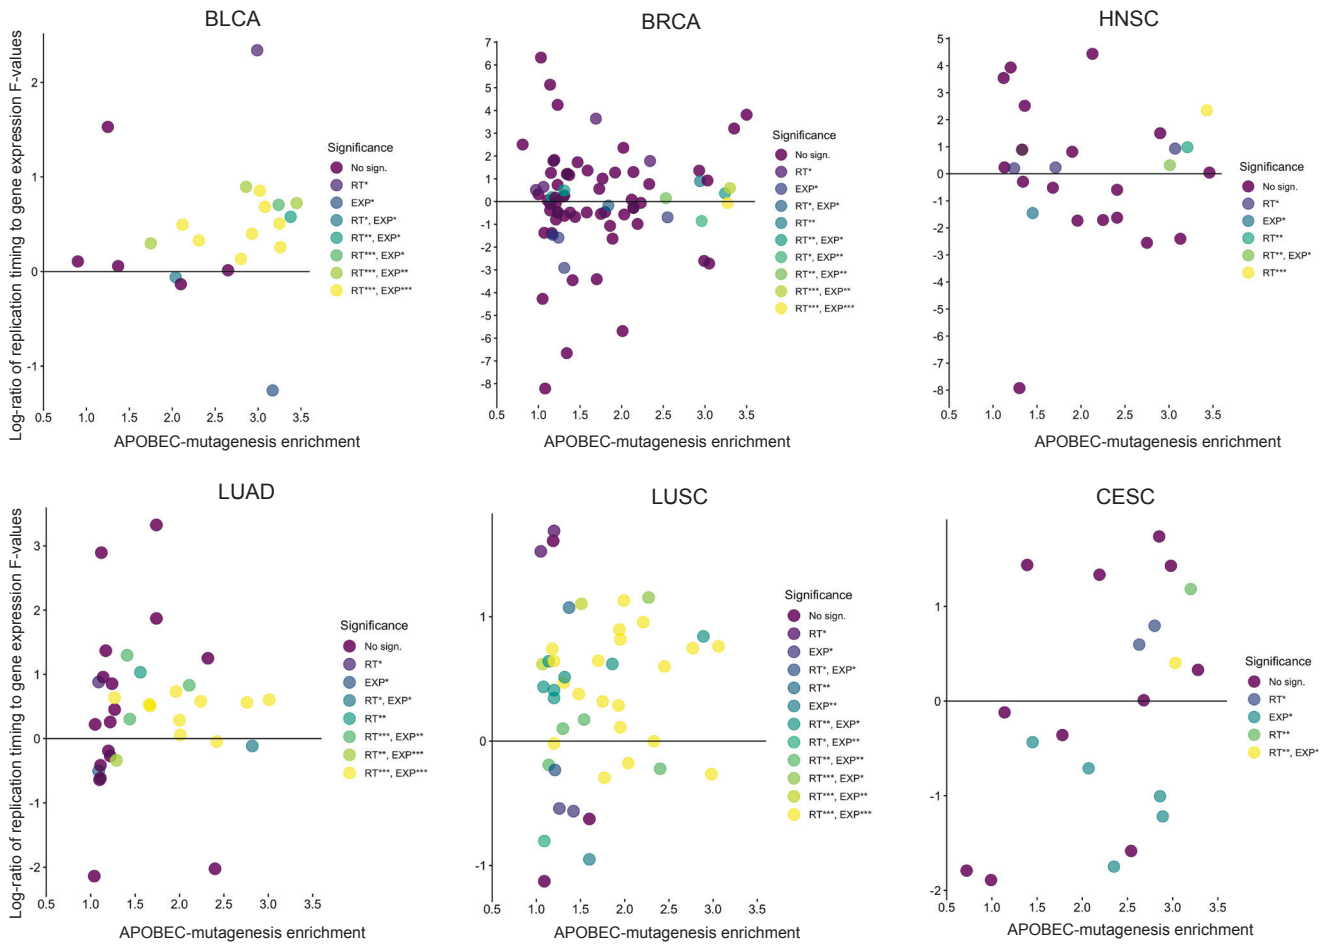 BLCA
Log-ratio of replication timing to gene expression F-values
2
1
0
-1
0.5 1.0 1.5 2.0 2.5 3.0 3.5
APOBEC-mutagenesis enrichment
Significance
No sign.
RT*
EXP*
RT*, EXP*
RT**, EXP*
RT***, EXP*
RT***, EXP**
RT***, EXP***
BRCA
7
6
5
4
3
2
1
0
-1
-2
-3
-4
-5
-6
-7
-8
0.5 1.0 1.5 2.0 2.5 3.0 3.5
APOBEC-mutagenesis enrichment
Significance
No sign.
RT*
EXP*
RT*, EXP*
RT**
RT**, EXP*
RT*, EXP**
RT**, EXP**
RT***, EXP**
RT***, EXP***
HNSC
5
4
3
2
1
0
-1
-2
-3
-4
-5
-6
-7
-8
0.5 1.0 1.5 2.0 2.5 3.0 3.5
APOBEC-mutagenesis enrichment
Significance
No sign.
RT*
EXP*
RT**
RT**, EXP*
RT***
LUAD
Log-ratio of replication timing to gene expression F-values
3
2
1
0
-1
-2
0.5 1.0 1.5 2.0 2.5 3.0 3.5
APOBEC-mutagenesis enrichment
Significance
No sign.
RT*
EXP*
RT*, EXP*
RT**
RT***, EXP**
RT**, EXP***
RT***, EXP***
LUSC
1
0
-1
0.5 1.0 1.5 2.0 2.5 3.0 3.5
APOBEC-mutagenesis enrichment
Significance
No sign.
RT*
EXP*
RT*, EXP*
RT**
EXP**
RT**, EXP*
RT*, EXP**
RT**, EXP**
RT***, EXP*
RT***, EXP**
RT***, EXP***
CESC
1
0
-1
-2
0.5 1.0 1.5 2.0 2.5 3.0 3.5
APOBEC-mutagenesis enrichment
Significance
No sign.
RT*
EXP*
RT**
RT**, EXP*